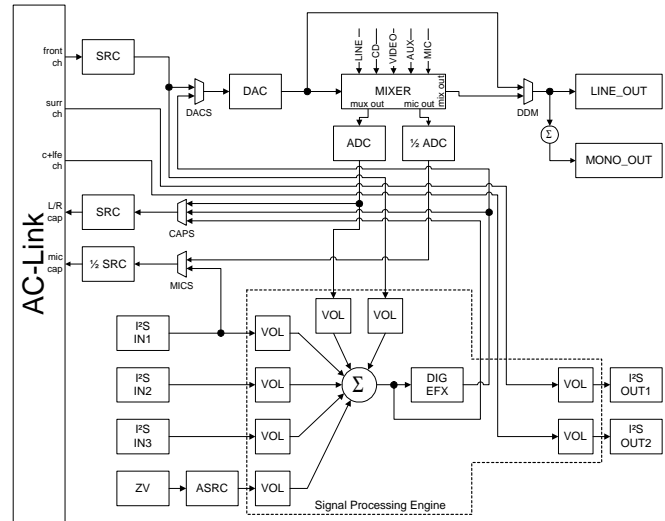 AC-Link
front
ch
SRC
surr
ch
c+lfe
ch
L/R
cap
SRC
mic
cap
½ SRC
DACS
DAC
LINE
CD
VIDEO
AUX
MIC
MIXER
mux out
mic out
mix out
DDM
LINE_OUT
Σ
MONO_OUT
ADC
½ ADC
CAPS
MICS
VOL
VOL
I²S
IN1
VOL
I²S
IN2
VOL
Σ
DIG
EFX
VOL
I²S
OUT1
I²S
IN3
VOL
VOL
I²S
OUT2
ZV
ASRC
VOL
Signal Processing Engine